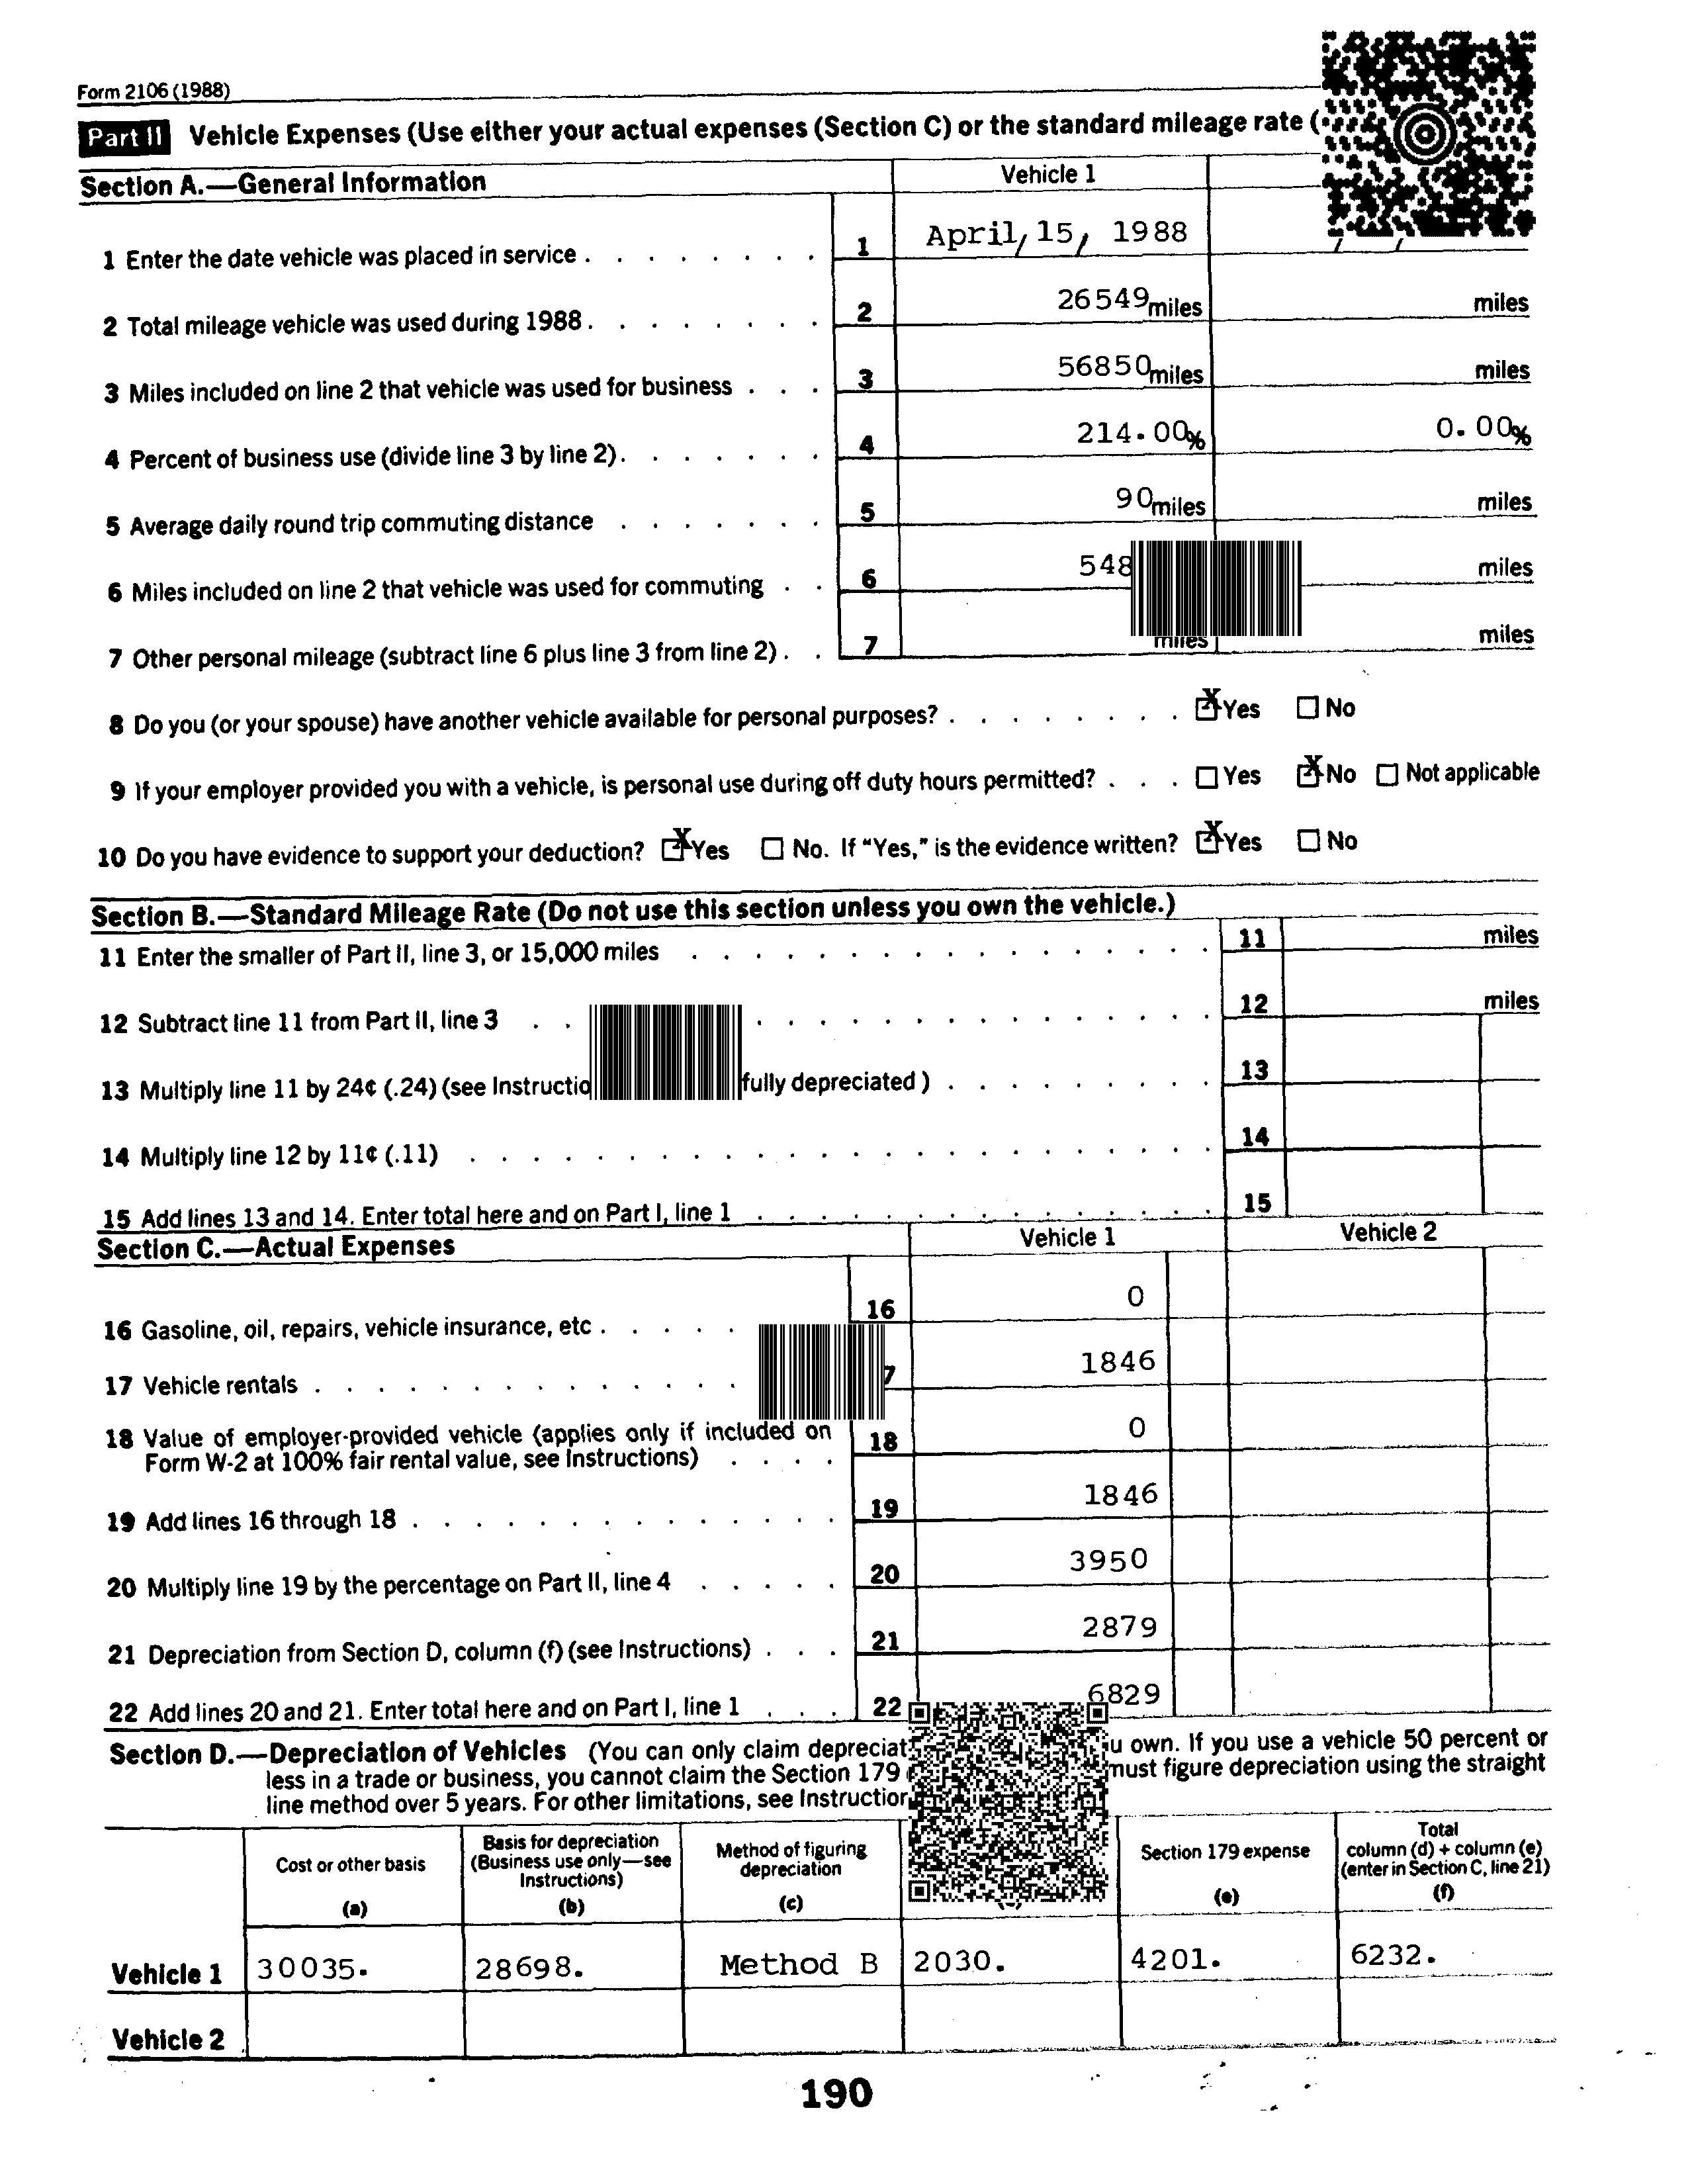 Form 2106 (1988)
Part II Vehicle Expenses (Use either your actual expenses (Section C) or the standard mileage rate (
Section A.—General Information
Vehicle 1
1 Enter the date vehicle was placed in service . . . . . . . . 1 April, 15, 1988 / /
2 Total mileage vehicle was used during 1988 . . . . . . . . 2 26549 miles miles
3 Miles included on line 2 that vehicle was used for business . . . 3 56850 miles miles
4 Percent of business use (divide line 3 by line 2) . . . . . . . 4 214.00% 0.00%
5 Average daily round trip commuting distance . . . . . . . 5 90 miles miles
6 Miles included on line 2 that vehicle was used for commuting . . 6 548 miles
7 Other personal mileage (subtract line 6 plus line 3 from line 2) . . 7 miles miles
8 Do you (or your spouse) have another vehicle available for personal purposes? . . . . . . . . X Yes No
9 If your employer provided you with a vehicle, is personal use during off duty hours permitted? . . . Yes X No Not applicable
10 Do you have evidence to support your deduction? X Yes No. If "Yes," is the evidence written? X Yes No
Section B.—Standard Mileage Rate (Do not use this section unless you own the vehicle.)
11 Enter the smaller of Part II, line 3, or 15,000 miles . . . . . . . . . . . . . . . . . 11 miles
12 Subtract line 11 from Part II, line 3 . . . . . . . . . . . . . . . . . 12 miles
13 Multiply line 11 by 24¢ (.24) (see fully depreciated) . . . . . . . . . 13
14 Multiply line 12 by 11¢ (.11) . . . . . . . . . . . . . . . . . . . . . . . . 14
15 Add lines 13 and 14. Enter total here and on Part I, line 1 . . . . . . . . . . . . . . . 15
Section C.—Actual Expenses
Vehicle 1 Vehicle 2
16 Gasoline, oil, repairs, vehicle insurance, etc . . . . . 16 0
17 Vehicle rentals . . . . . . . . . . . . . . 7 1846
18 Value of employer-provided vehicle (applies only if included on
Form W-2 at 100% fair rental value, see Instructions) . . . . 18 0
19 Add lines 16 through 18 . . . . . . . . . . . . . . 19 1846
20 Multiply line 19 by the percentage on Part II, line 4 . . . . . 20 3950
21 Depreciation from Section D, column (f) (see Instructions) . . . 21 2879
22 Add lines 20 and 21. Enter total here and on Part I, line 1 . . . 22 6829
Section D.—Depreciation of Vehicles (You can only claim own. If you use a vehicle 50 percent or
less in a trade or business, you cannot claim the Section 179 must figure depreciation using the straight
line method over 5 years. For other limitations, see
Cost or other basis
(a)
Basis for depreciation
(Business use only—see
Instructions)
(b)
Method of figuring
depreciation
(c)
Section 179 expense
(e)
Total
column (d) + column (e)
(enter in Section C, line 21)
(f)
Vehicle 1 30035. 28698. Method B 2030. 4201. 6232.
Vehicle 2
190